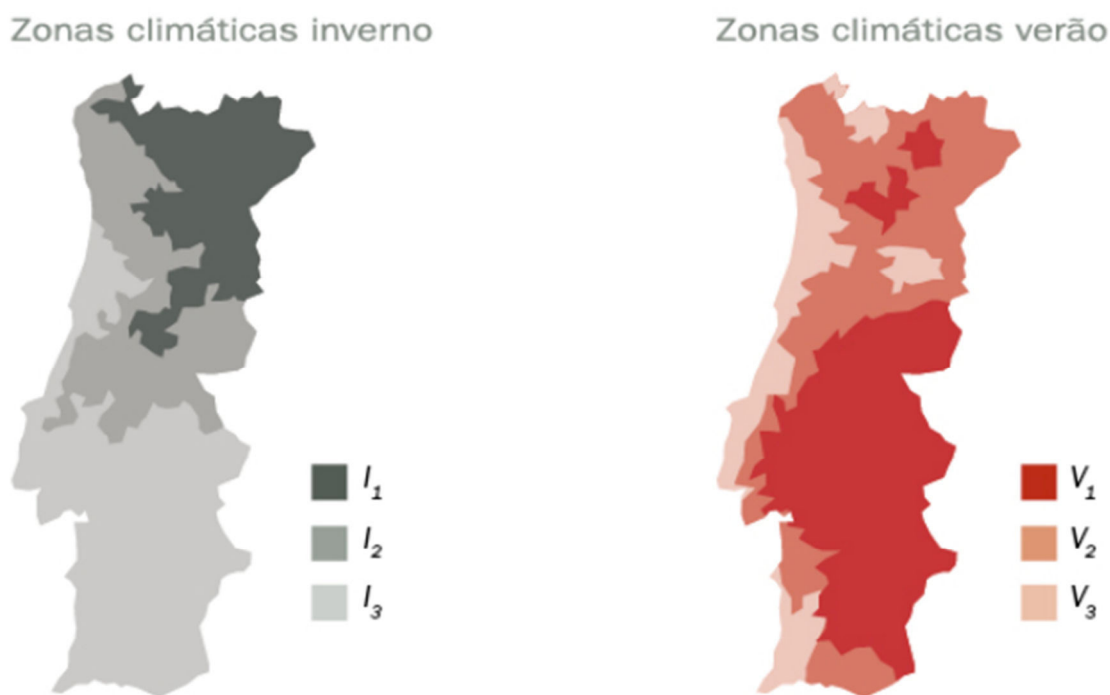 Zonas climáticas inverno
Zonas climáticas verão
I1
I2
I3
V1
V2
V3